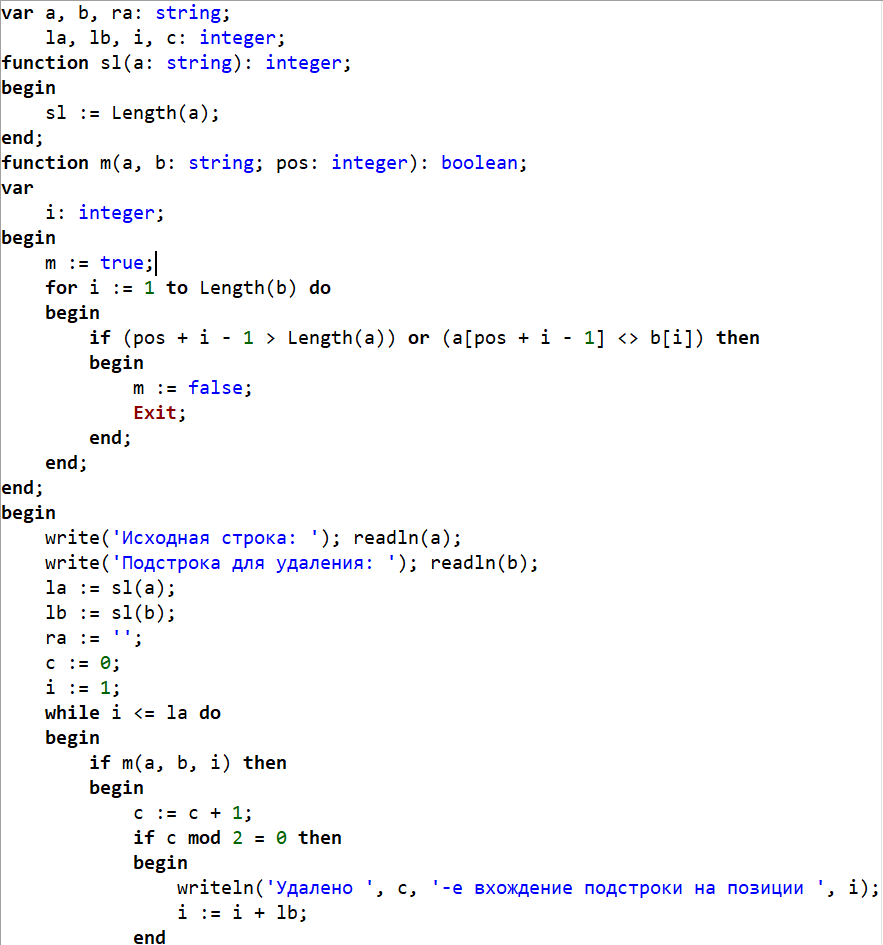 var a, b, ra: string;
    la, lb, i, c: integer;
function sl(a: string): integer;
begin
    sl := Length(a);
end;
function m(a, b: string; pos: integer): boolean;
var
    i: integer;
begin
    m := true;
    for i := 1 to Length(b) do
    begin
        if (pos + i - 1 > Length(a)) or (a[pos + i - 1] <> b[i]) then
        begin
            m := false;
            Exit;
        end;
    end;
end;
begin
    write('Исходная строка: '); readln(a);
    write('Подстрока для удаления: '); readln(b);
    la := sl(a);
    lb := sl(b);
    ra := '';
    c := 0;
    i := 1;
    while i <= la do
    begin
        if m(a, b, i) then
        begin
            c := c + 1;
            if c mod 2 = 0 then
            begin
                writeln('Удалено ', c, '-е вхождение подстроки на позиции ', i);
                i := i + lb;
            end